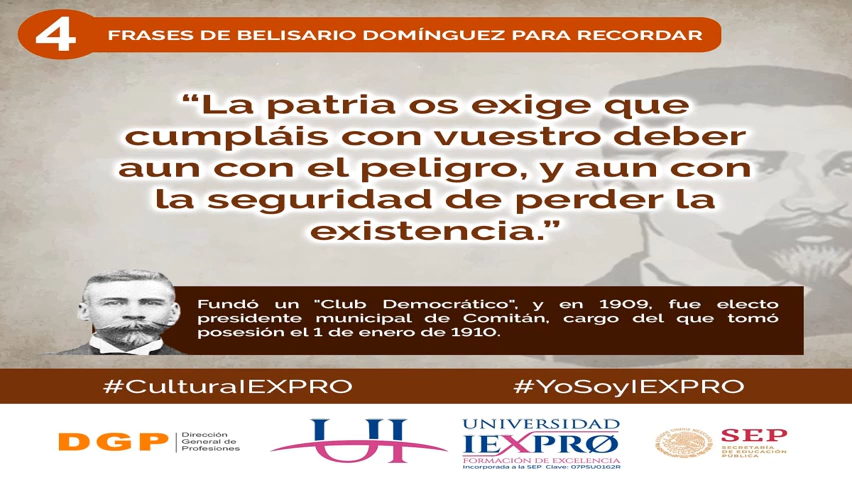 4
FRASES DE BELISARIO DOMÍNGUEZ PARA RECORDAR
“La patria os exige que
cumpláis con vuestro deber
aun con el peligro, y aun con
la seguridad de perder la
existencia.”
Fundó un "Club Democrático", y en 1909, fue electo
presidente municipal de Comitán, cargo del que tomó
posesión el 1 de enero de 1910.
#CulturaIEXPRO
#YoSoyIEXPRO
DGP
Dirección
General de
Profesiones
UI
UNIVERSIDAD
IEXPRO
FORMACIÓN DE EXCELENCIA
Incorporada a la SEP Clave: 07PSU0162R
SEP
SECRETARÍA
DE EDUCACIÓN
PÚBLICA